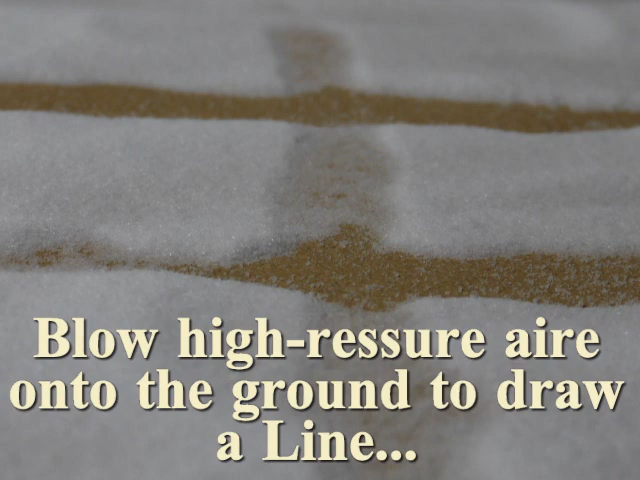 Blow high-ressure aire
onto the ground to draw
a Line...